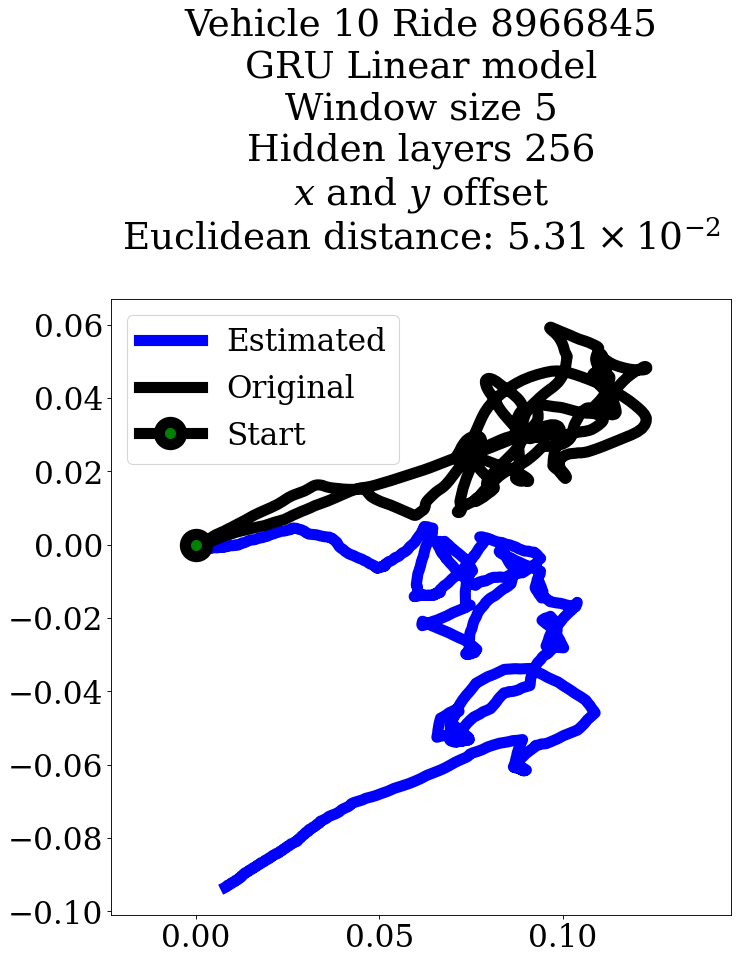 Vehicle 10 Ride 8966845
GRU Linear model
Window size 5
Hidden layers 256
x and y offset
Euclidean distance: 5.31 × 10⁻²
Estimated
Original
Start
0.06
0.04
0.02
0.00
−0.02
−0.04
−0.06
−0.08
−0.10
0.00 0.05 0.10